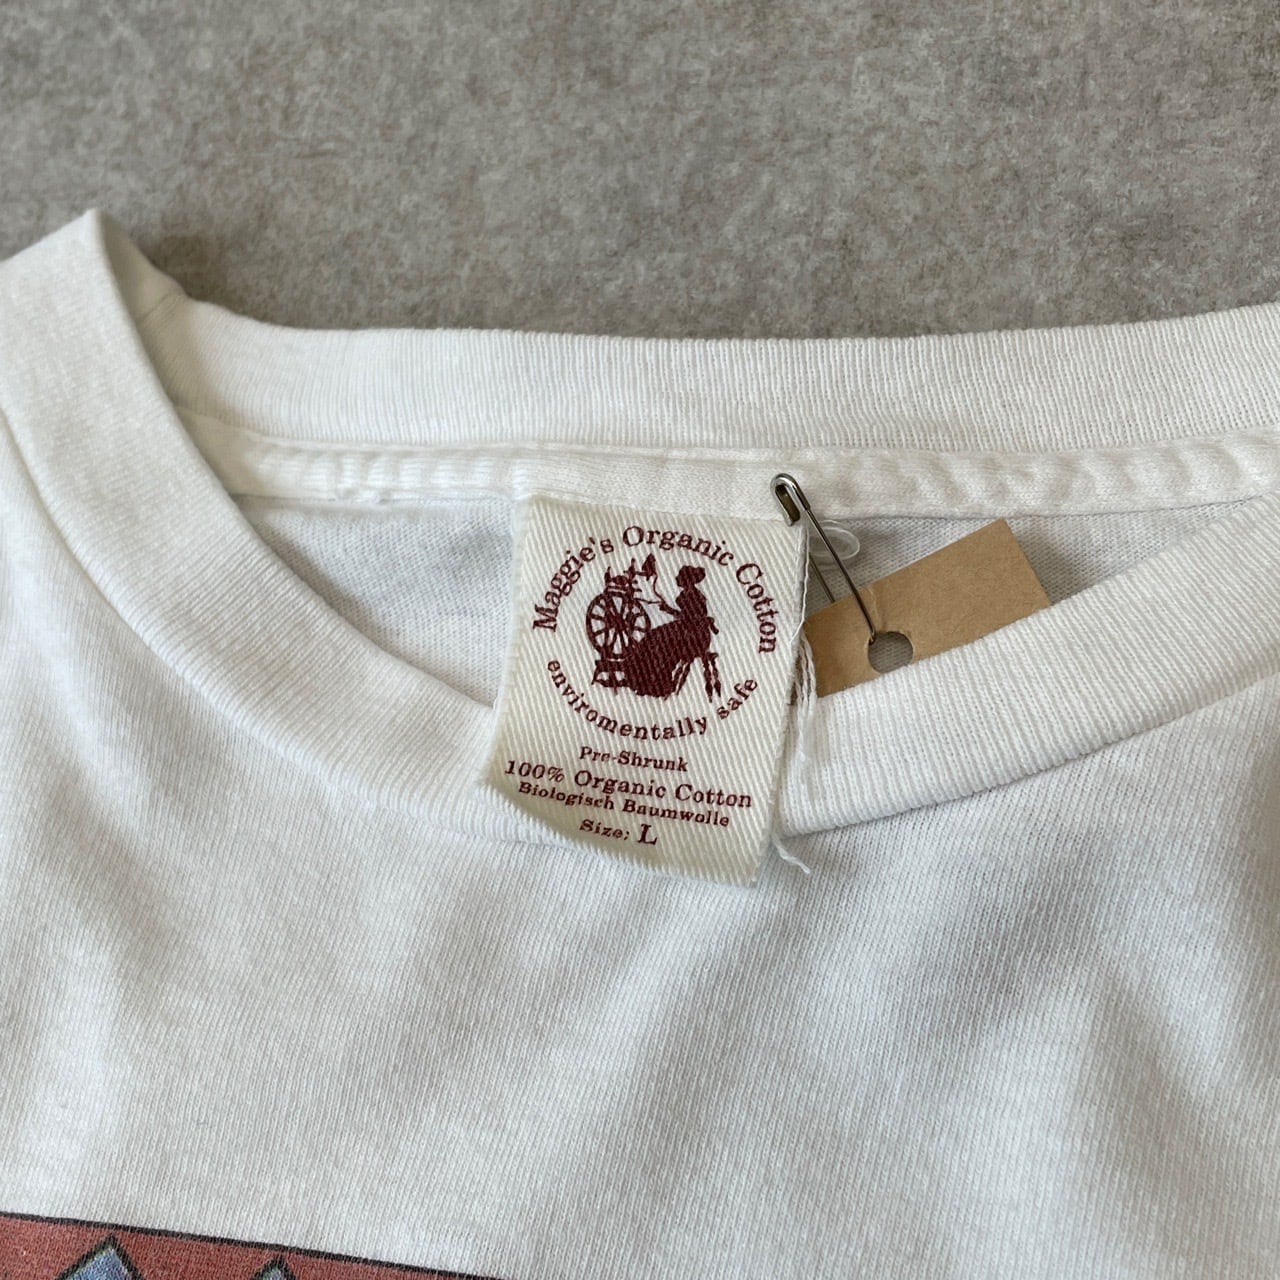 Maggie's Organic Cotton
enviromentally safe
Pre-Shrunk
100% Organic Cotton
Biologisch Baumwolle
Size: L